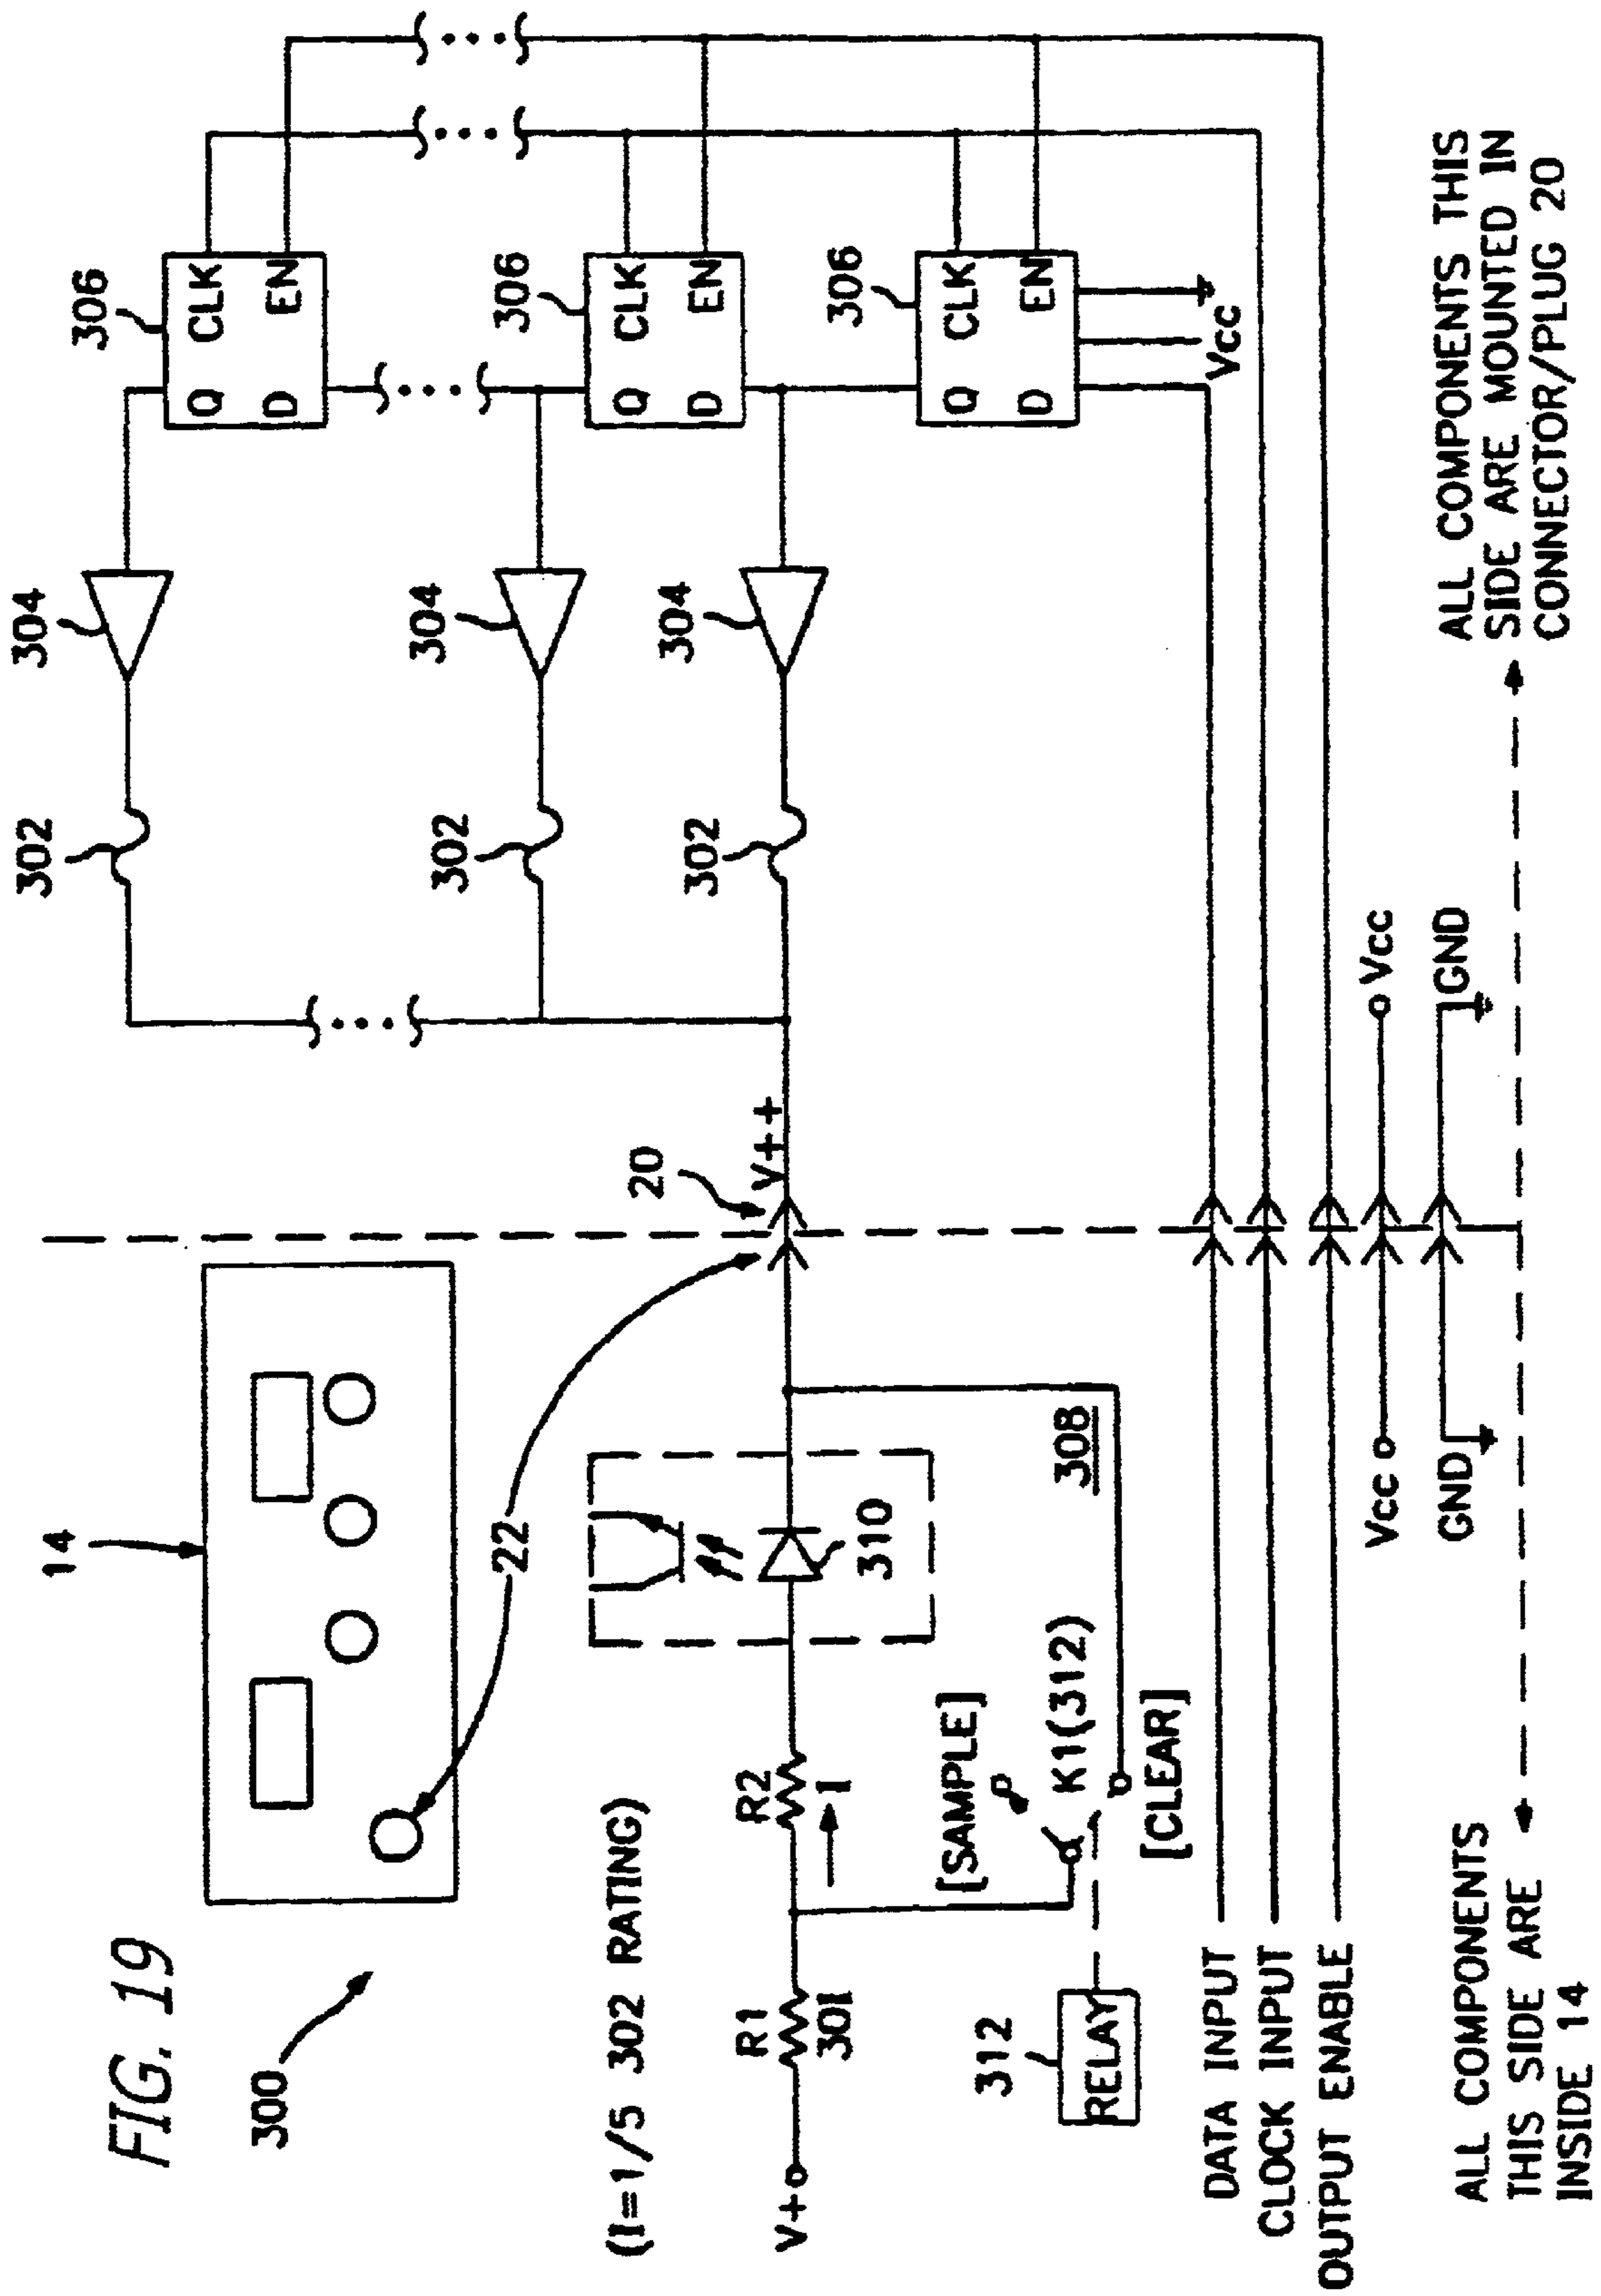 FIG. 19
300
14
22
20
(I=1/5 302 RATING)
V+
R1
301
R2
I
310
V++
302
302
302
304
304
304
306
306
306
Q CLK
D EN
Q CLK
D EN
Q CLK
D EN
Vcc
312
RELAY
[SAMPLE]
K1(312)
[CLEAR]
308
DATA INPUT
CLOCK INPUT
OUTPUT ENABLE
Vcc
Vcc
GND
GND
ALL COMPONENTS
THIS SIDE ARE
INSIDE 14
ALL COMPONENTS THIS
SIDE ARE MOUNTED IN
CONNECTOR/PLUG 20